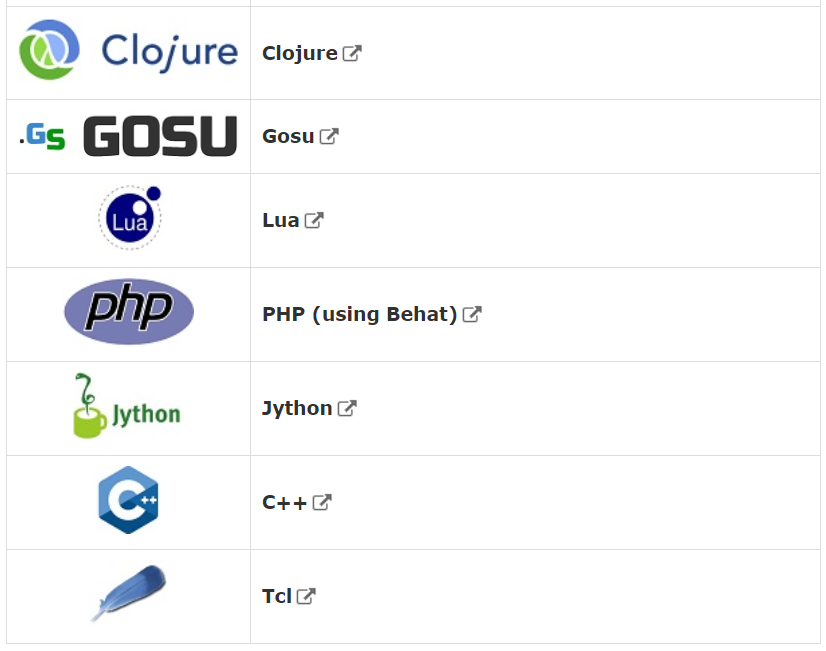 Clojure Clojure
.GS GOSU Gosu
Lua Lua
php PHP (using Behat)
Jython Jython
C++ C++
Tcl